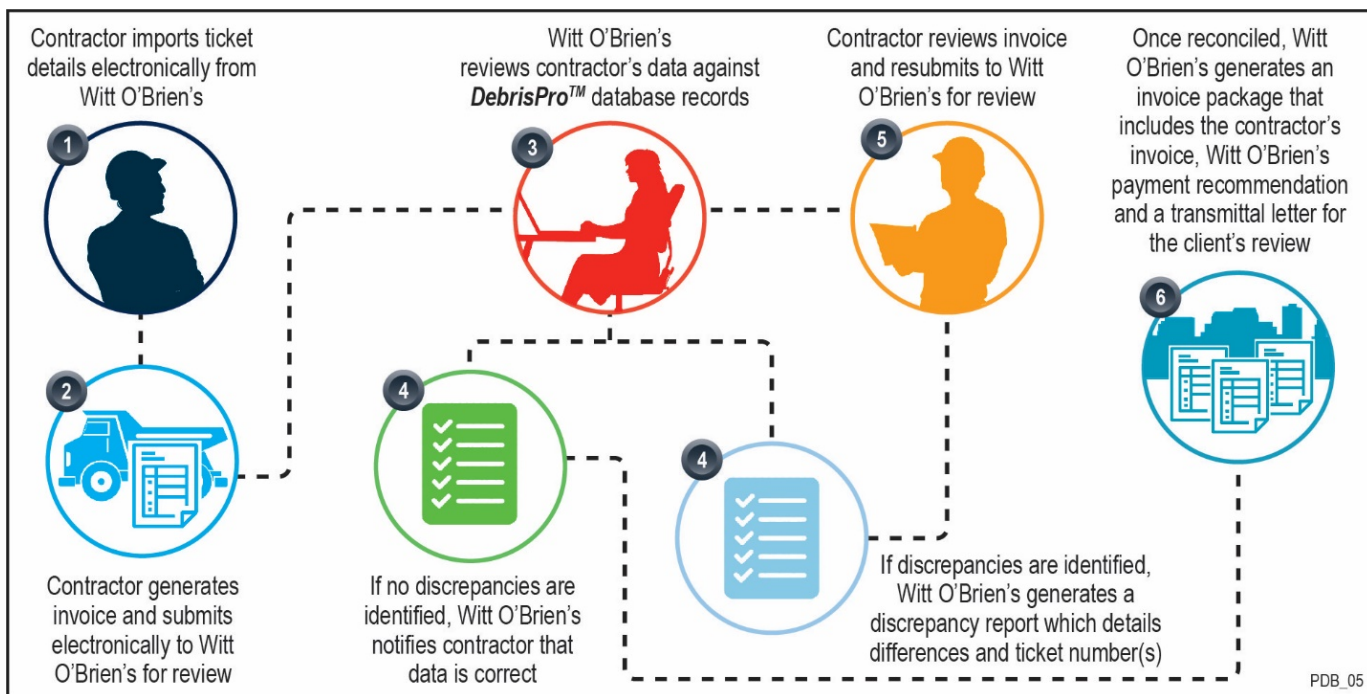 Contractor imports ticket
details electronically from
Witt O’Brien’s
1
2
Contractor generates
invoice and submits
electronically to Witt
O’Brien’s for review
Witt O’Brien’s
reviews contractor’s data against
DebrisPro™ database records
3
4
If no discrepancies are
identified, Witt O’Brien’s
notifies contractor that
data is correct
4
If discrepancies are identified,
Witt O’Brien’s generates a
discrepancy report which details
differences and ticket number(s)
Contractor reviews invoice
and resubmits to Witt
O’Brien’s for review
5
Once reconciled, Witt
O’Brien’s generates an
invoice package that
includes the contractor’s
invoice, Witt O’Brien’s
payment recommendation
and a transmittal letter for
the client’s review
6
PDB_05